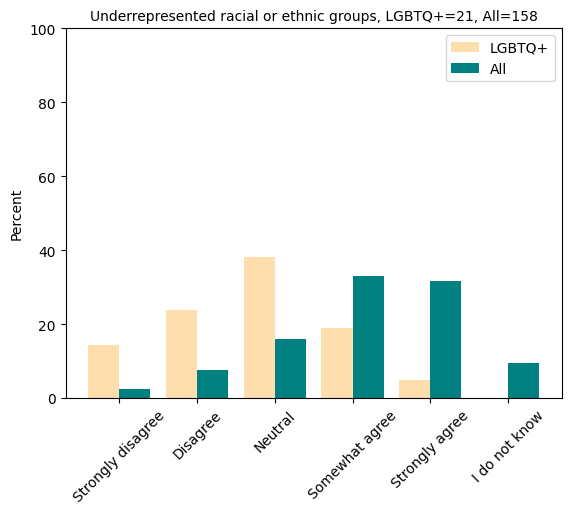 Underrepresented racial or ethnic groups, LGBTQ+=21, All=158
100
80
60
40
20
0
Percent
LGBTQ+
All
Strongly disagree
Disagree
Neutral
Somewhat agree
Strongly agree
I do not know